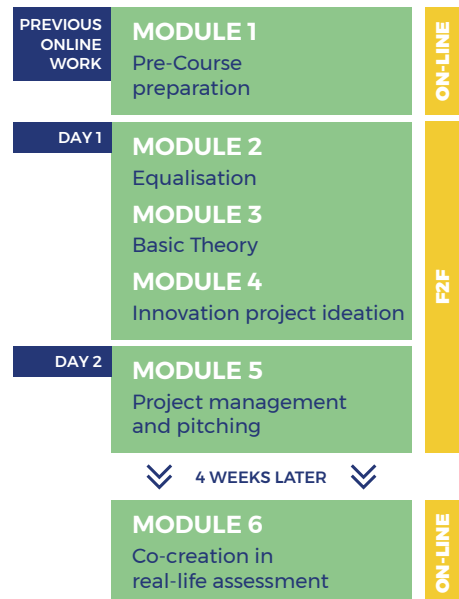 PREVIOUS
ONLINE
WORK
MODULE 1
Pre-Course
preparation
ON-LINE
DAY 1
MODULE 2
Equalisation
MODULE 3
Basic Theory
MODULE 4
Innovation project ideation
F2F
DAY 2
MODULE 5
Project management
and pitching
4 WEEKS LATER
MODULE 6
Co-creation in
real-life assessment
ON-LINE